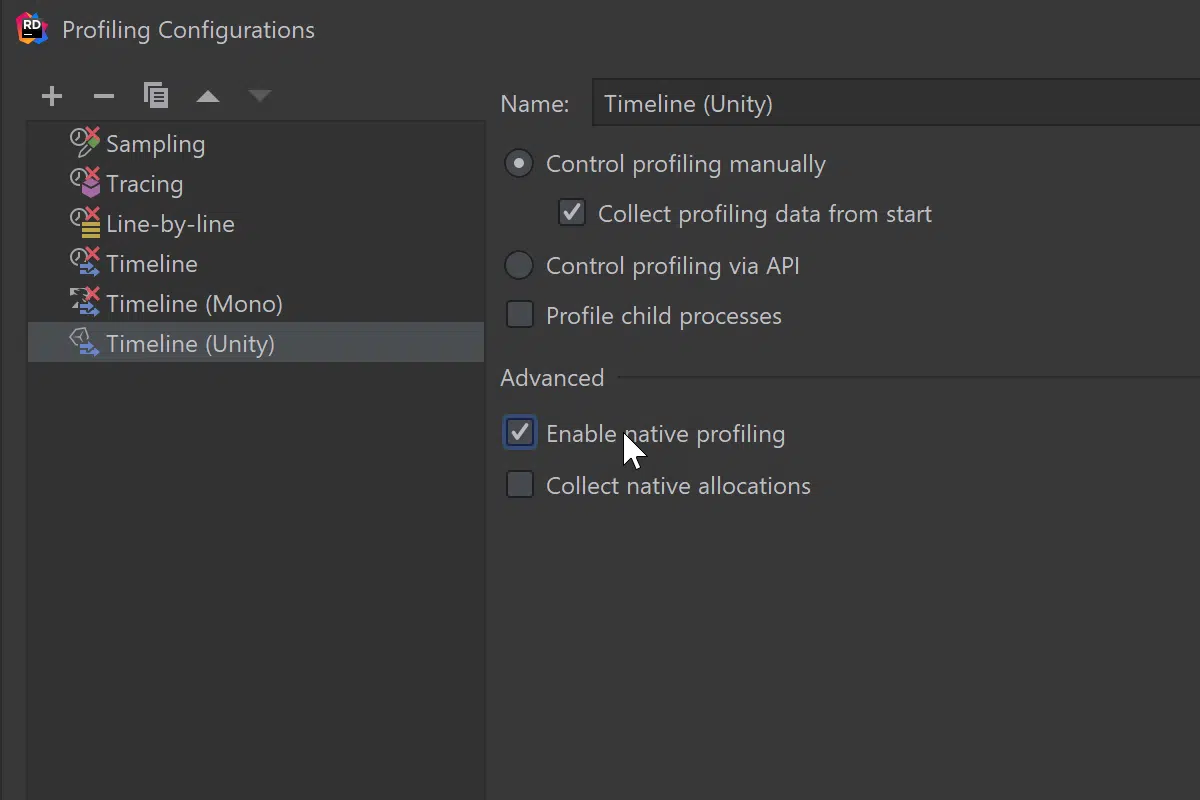 RD
Profiling Configurations
Name: Timeline (Unity)
Sampling
Tracing
Line-by-line
Timeline
Timeline (Mono)
Timeline (Unity)
Control profiling manually
Collect profiling data from start
Control profiling via API
Profile child processes
Advanced
Enable native profiling
Collect native allocations